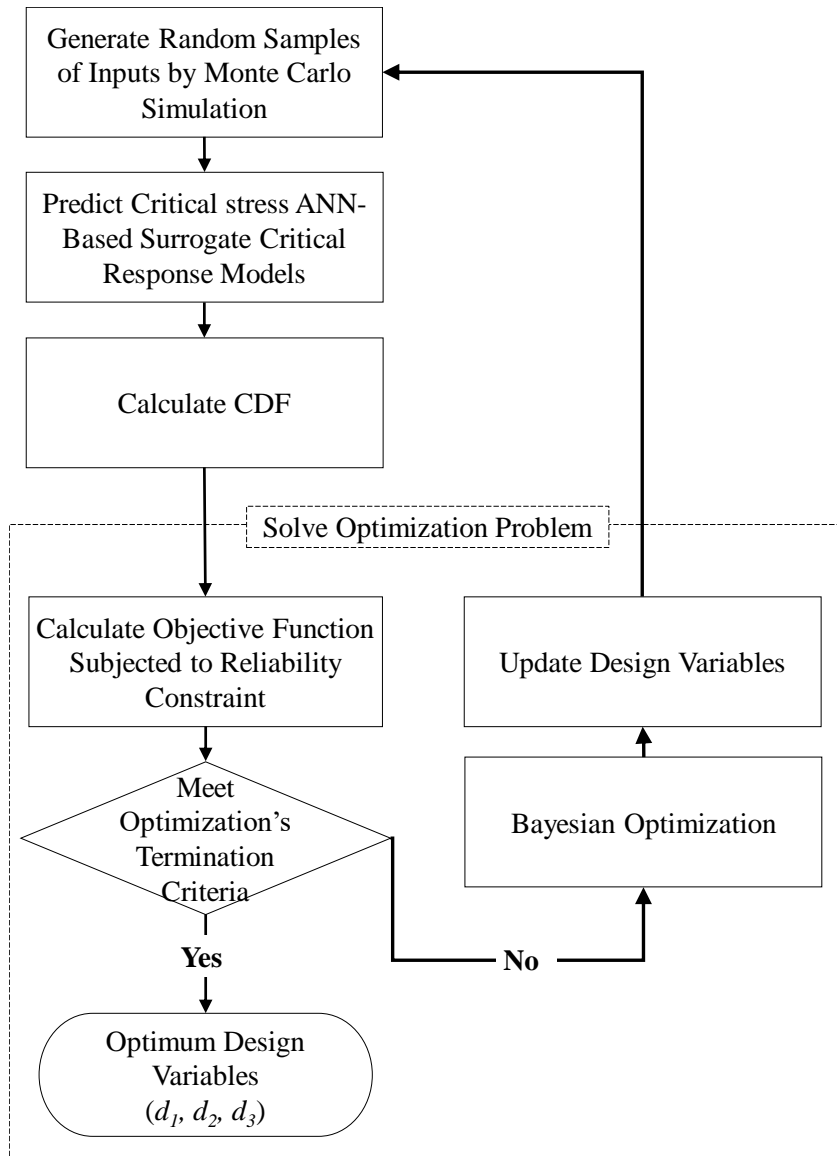 Generate Random Samples
of Inputs by Monte Carlo
Simulation
Predict Critical stress ANN-
Based Surrogate Critical
Response Models
Calculate CDF
Solve Optimization Problem
Calculate Objective Function
Subjected to Reliability
Constraint
Update Design Variables
Meet
Optimization’s
Termination
Criteria
Bayesian Optimization
Yes
No
Optimum Design
Variables
(d₁, d₂, d₃)